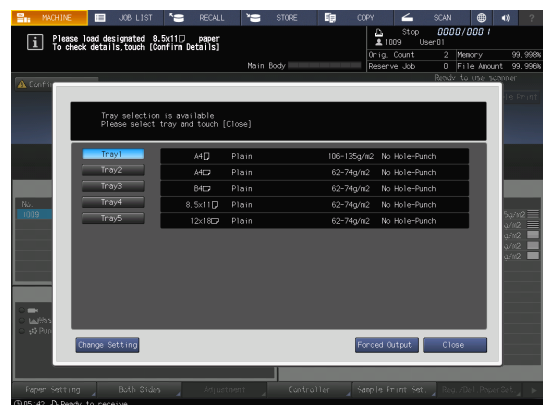 MACHINE JOB LIST RECALL STORE COPY SCAN
Please load designated 8.5x11 paper
To check details,touch [Confirm Details]
Main Body
Stop 0000/0001
1009 User01
Orig. Count 2 Memory 99.998%
Reserve Job 0 File Amount 99.996%
Ready to use scanner
Tray selection is available
Please select tray and touch [Close]
Tray1 A4 Plain 106-135g/m2 No Hole-Punch
Tray2 A4 Plain 62-74g/m2 No Hole-Punch
Tray3 B4 Plain 62-74g/m2 No Hole-Punch
Tray4 8.5x11 Plain 62-74g/m2 No Hole-Punch
Tray5 12x18 Plain 62-74g/m2 No Hole-Punch
No.
1009
Change Setting Forced Output Close
Paper Setting Both Sides Adjustment Controller Sample Print Set.
05:42 Ready to receive